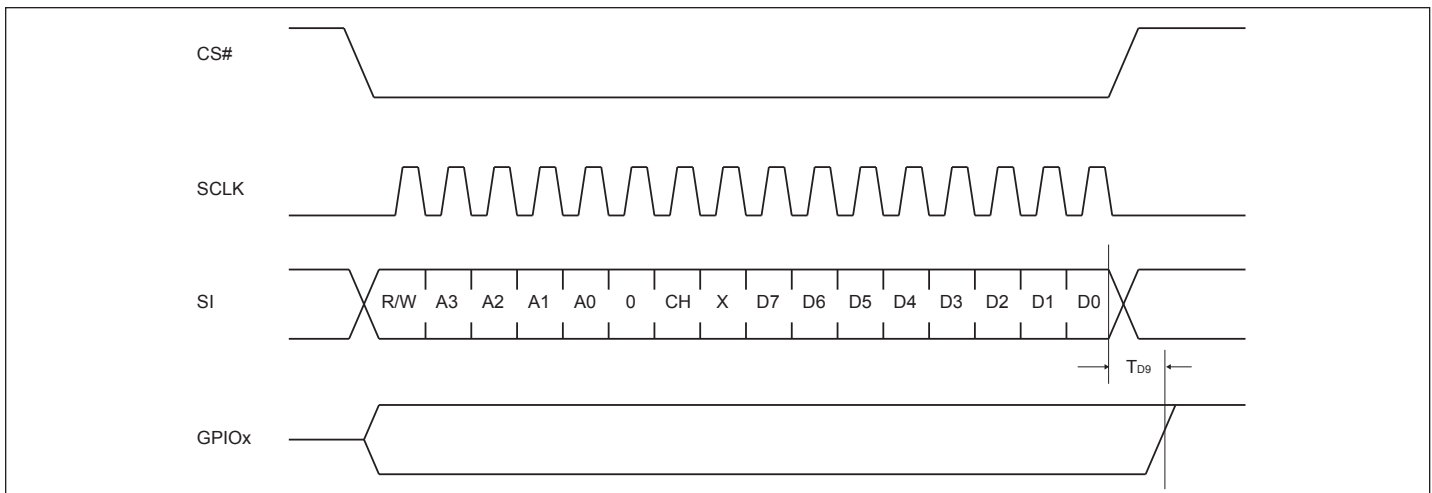 CS#
SCLK
SI
R/W A3 A2 A1 A0 0 CH X D7 D6 D5 D4 D3 D2 D1 D0
TD9
GPIOx